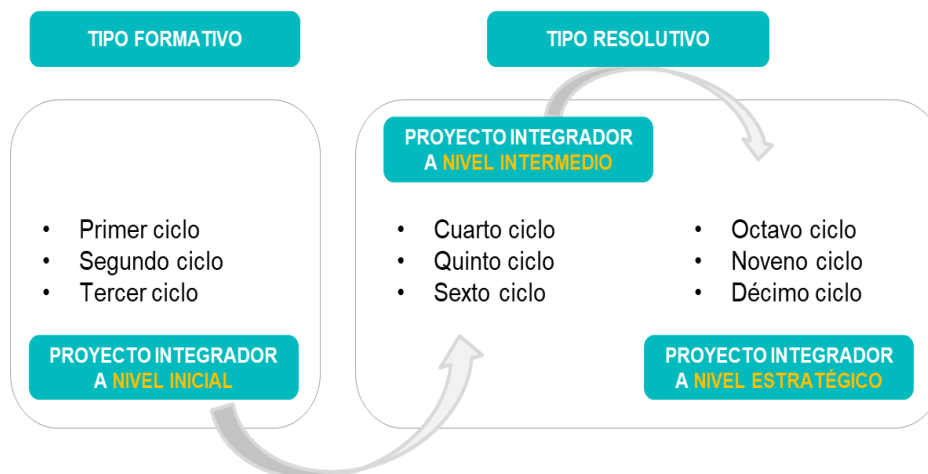 TIPO FORMATIVO
TIPO RESOLUTIVO
PROYECTO INTEGRADOR
A NIVEL INTERMEDIO
• Primer ciclo
• Segundo ciclo
• Tercer ciclo
• Cuarto ciclo
• Quinto ciclo
• Sexto ciclo
• Octavo ciclo
• Noveno ciclo
• Décimo ciclo
PROYECTO INTEGRADOR
A NIVEL INICIAL
PROYECTO INTEGRADOR
A NIVEL ESTRATÉGICO